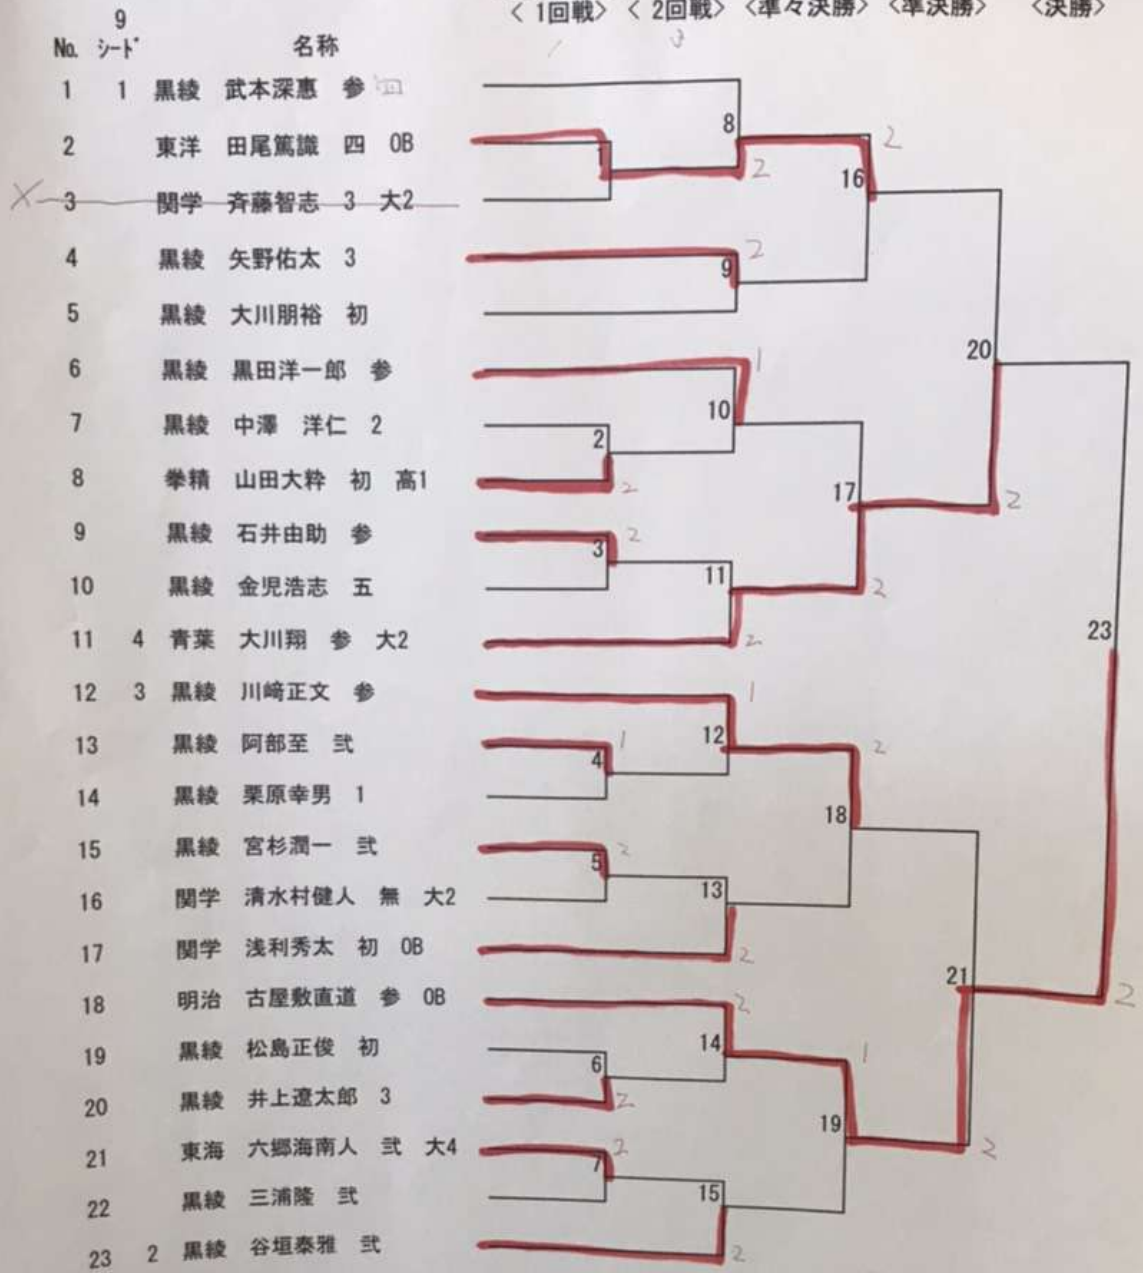 9 <1回戦> <2回戦> <準々決勝> <準決勝> <決勝>
No. シード 名称
1 1 黒綾 武本深惠 参 四
2 東洋 田尾篤識 四 OB
3 関学 斉藤智志 3 大2
4 黒綾 矢野佑太 3
5 黒綾 大川朋裕 初
6 黒綾 黒田洋一郎 参
7 黒綾 中澤 洋仁 2
8 拳精 山田大粋 初 高1
9 黒綾 石井由助 参
10 黒綾 金児浩志 五
11 4 青葉 大川翔 参 大2
12 3 黒綾 川﨑正文 参
13 黒綾 阿部至 弐
14 黒綾 栗原幸男 1
15 黒綾 宮杉潤一 弐
16 関学 清水村健人 無 大2
17 関学 浅利秀太 初 OB
18 明治 古屋敷直道 参 OB
19 黒綾 松島正俊 初
20 黒綾 井上遼太郎 3
21 東海 六郷海南人 弐 大4
22 黒綾 三浦隆 弐
23 2 黒綾 谷垣泰雅 弐
1
2
2
3
2
4
1
5
2
6
2
7
2
8
2
9
2
10
1
11
2
12
1
13
2
14
2
15
2
16
2
17
2
18
2
19
1
20
2
21
2
23
2